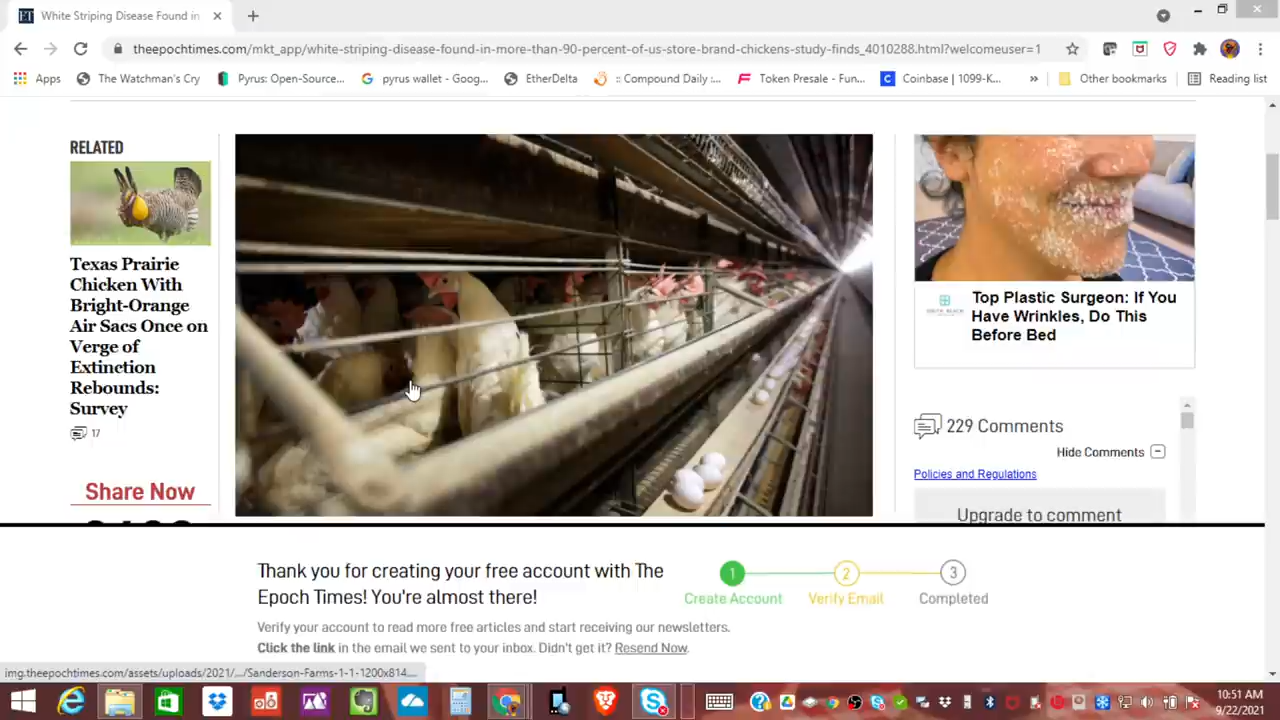 White Striping Disease Found in
theepochtimes.com/mkt_app/white-striping-disease-found-in-more-than-90-percent-of-us-store-brand-chickens-study-finds_4010288.html?welcomeuser=1
Apps The Watchman's Cry Pyrus: Open-Source... pyrus wallet - Goog... EtherDelta :: Compound Daily :... Token Presale - Fun... Coinbase | 1099-K... » Other bookmarks Reading list
RELATED
Texas Prairie
Chicken With
Bright-Orange
Air Sacs Once on
Verge of
Extinction
Rebounds:
Survey
17
Share Now
Top Plastic Surgeon: If You
Have Wrinkles, Do This
Before Bed
229 Comments
Hide Comments
Policies and Regulations
Upgrade to comment
Thank you for creating your free account with The
Epoch Times! You're almost there!
Verify your account to read more free articles and start receiving our newsletters.
Click the link in the email we sent to your inbox. Didn't get it? Resend Now.
1 2 3
Create Account Verify Email Completed
img.theepochtimes.com/assets/uploads/2021/.../Sanderson-Farms-1-1-1200x814....
10:51 AM
9/22/2021